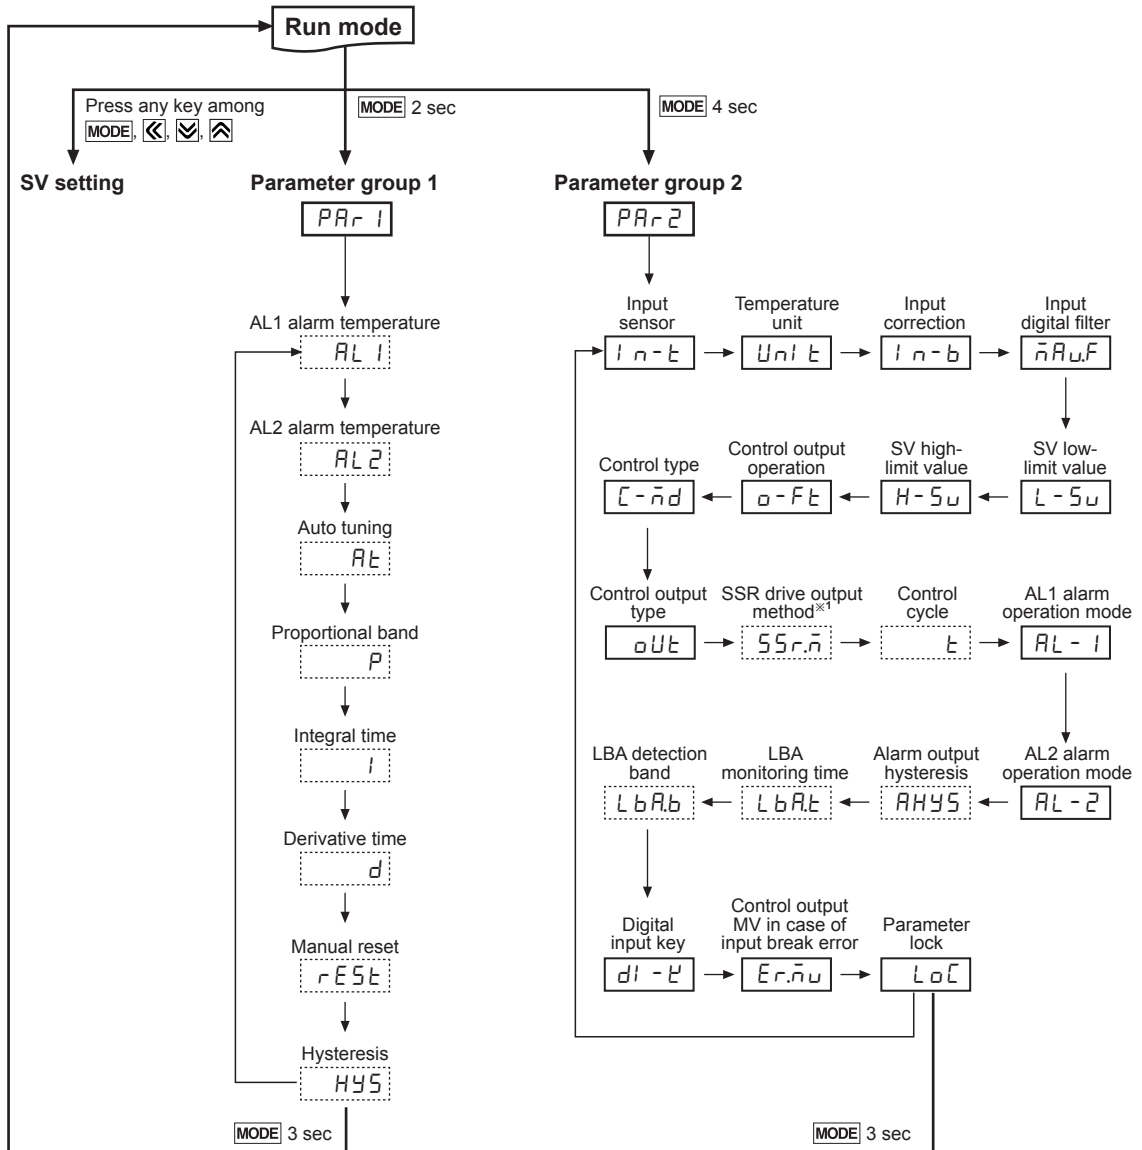 Run mode
Press any key among
MODE, , ,
MODE 2 sec
MODE 4 sec
SV setting
Parameter group 1
Parameter group 2
PAr 1
PAr2
AL1 alarm temperature
AL 1
AL2 alarm temperature
AL2
Auto tuning
At
Proportional band
P
Integral time
I
Derivative time
d
Manual reset
rESt
Hysteresis
HYS
MODE 3 sec
Input
sensor
In-t
Temperature
unit
UnIt
Input
correction
In-b
Input
digital filter
mAv.F
SV low-
limit value
L-Sv
SV high-
limit value
H-Sv
Control output
operation
o-Ft
Control type
C-md
Control output
type
oUt
SSR drive output
method※1
SSr.m
Control
cycle
t
AL1 alarm
operation mode
AL-1
AL2 alarm
operation mode
AL-2
Alarm output
hysteresis
AHYS
LBA
monitoring time
LbA.t
LBA detection
band
LbA.b
Digital
input key
dI-K
Control output
MV in case of
input break error
Er.mv
Parameter
lock
LoC
MODE 3 sec